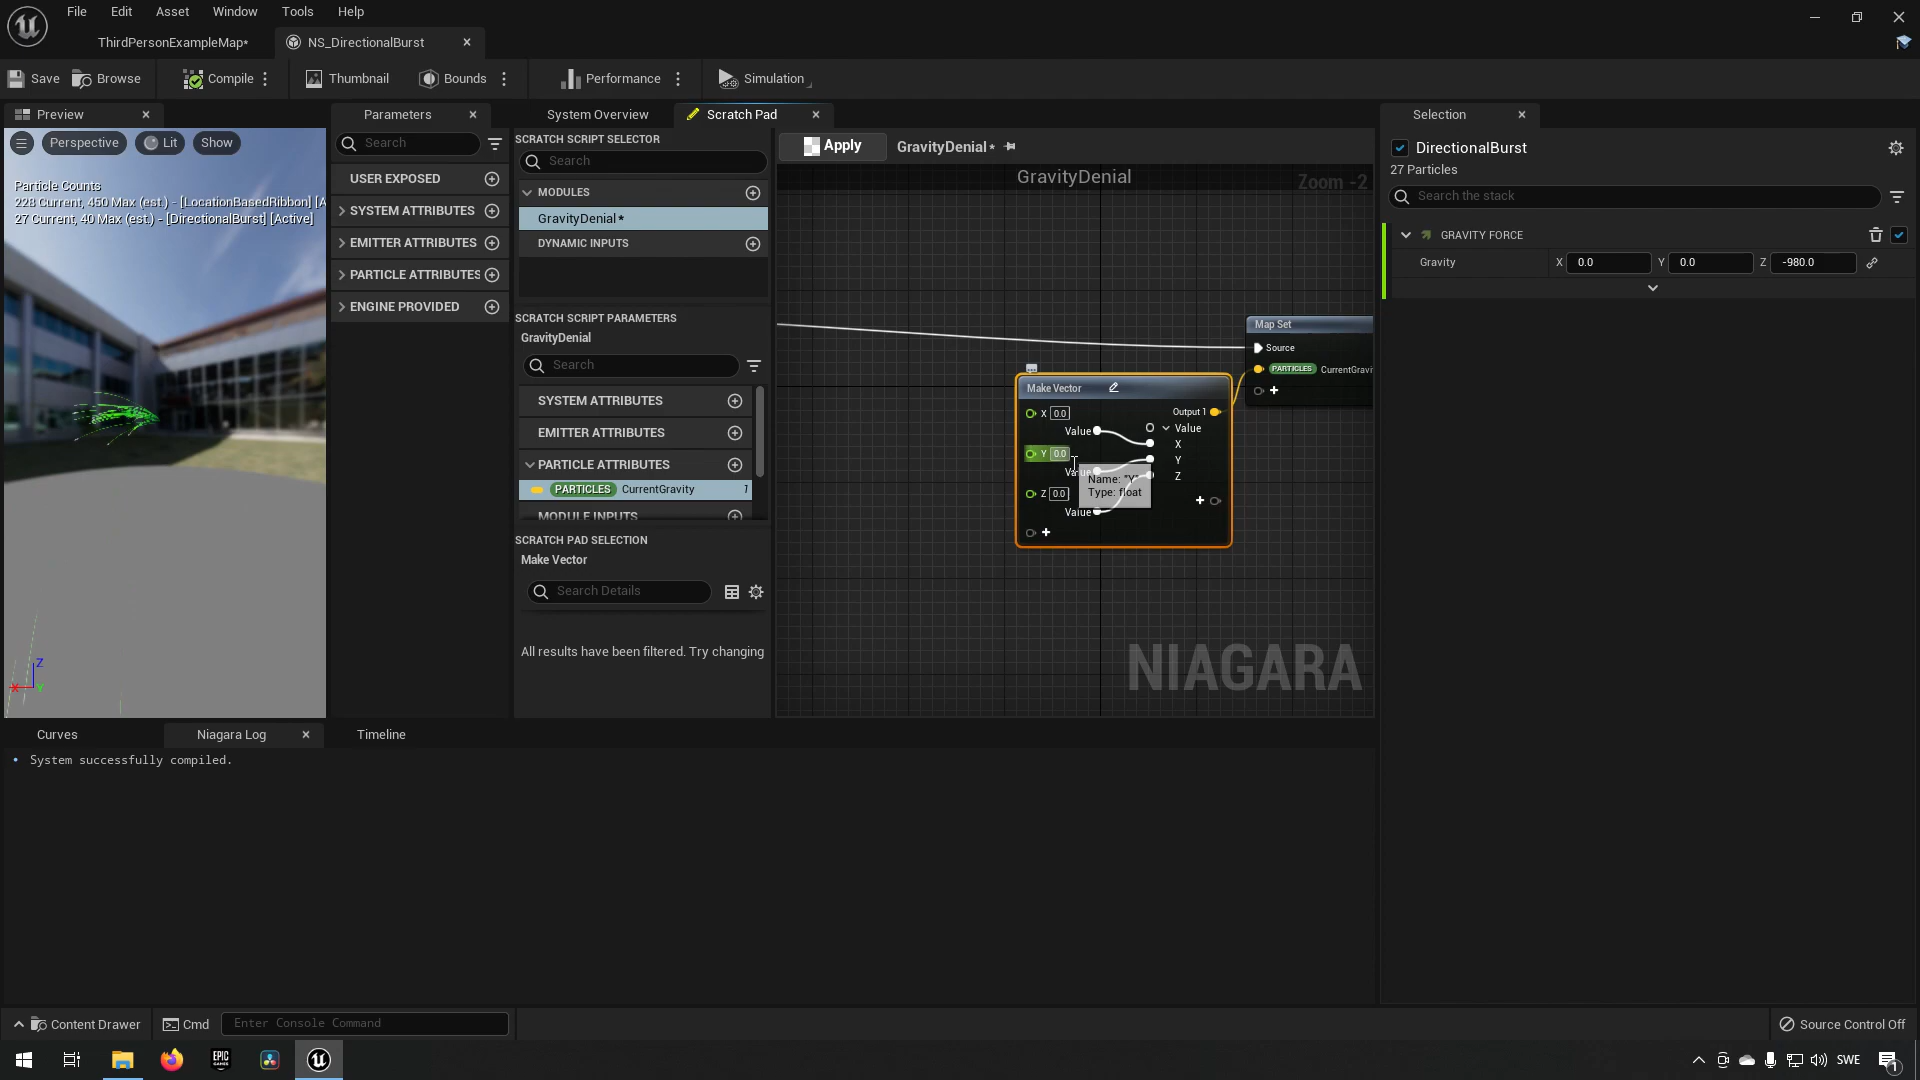 File Edit Asset Window Tools Help
ThirdPersonExampleMap*
NS_DirectionalBurst
Save
Browse
Compile
Thumbnail
Bounds
Performance
Simulation
Preview
Parameters
System Overview
Scratch Pad
Selection
Perspective
Lit
Show
Particle Counts
228 Current, 450 Max (est.) - [LocationBasedRibbon] [A
27 Current, 40 Max (est.) - [DirectionalBurst] [Active]
Z
X
Y
Search
USER EXPOSED
SYSTEM ATTRIBUTES
EMITTER ATTRIBUTES
PARTICLE ATTRIBUTES
ENGINE PROVIDED
SCRATCH SCRIPT SELECTOR
Search
MODULES
GravityDenial *
DYNAMIC INPUTS
SCRATCH SCRIPT PARAMETERS
GravityDenial
Search
SYSTEM ATTRIBUTES
EMITTER ATTRIBUTES
PARTICLE ATTRIBUTES
PARTICLES CurrentGravity 1
MODULE INPUTS
SCRATCH PAD SELECTION
Make Vector
Search Details
All results have been filtered. Try changing
Apply
GravityDenial*
GravityDenial
Zoom -2
Map Set
Source
PARTICLES CurrentGravi
Make Vector
X 0.0
Output 1
Value
Value
X
Y 0.0
Y
Name: "Y"
Z
Type: float
Z 0.0
Value
NIAGARA
DirectionalBurst
27 Particles
Search the stack
GRAVITY FORCE
Gravity X 0.0 Y 0.0 Z -980.0
Curves
Niagara Log
Timeline
• System successfully compiled.
Content Drawer
Cmd
Enter Console Command
Source Control Off
EPIC GAMES
SWE
1